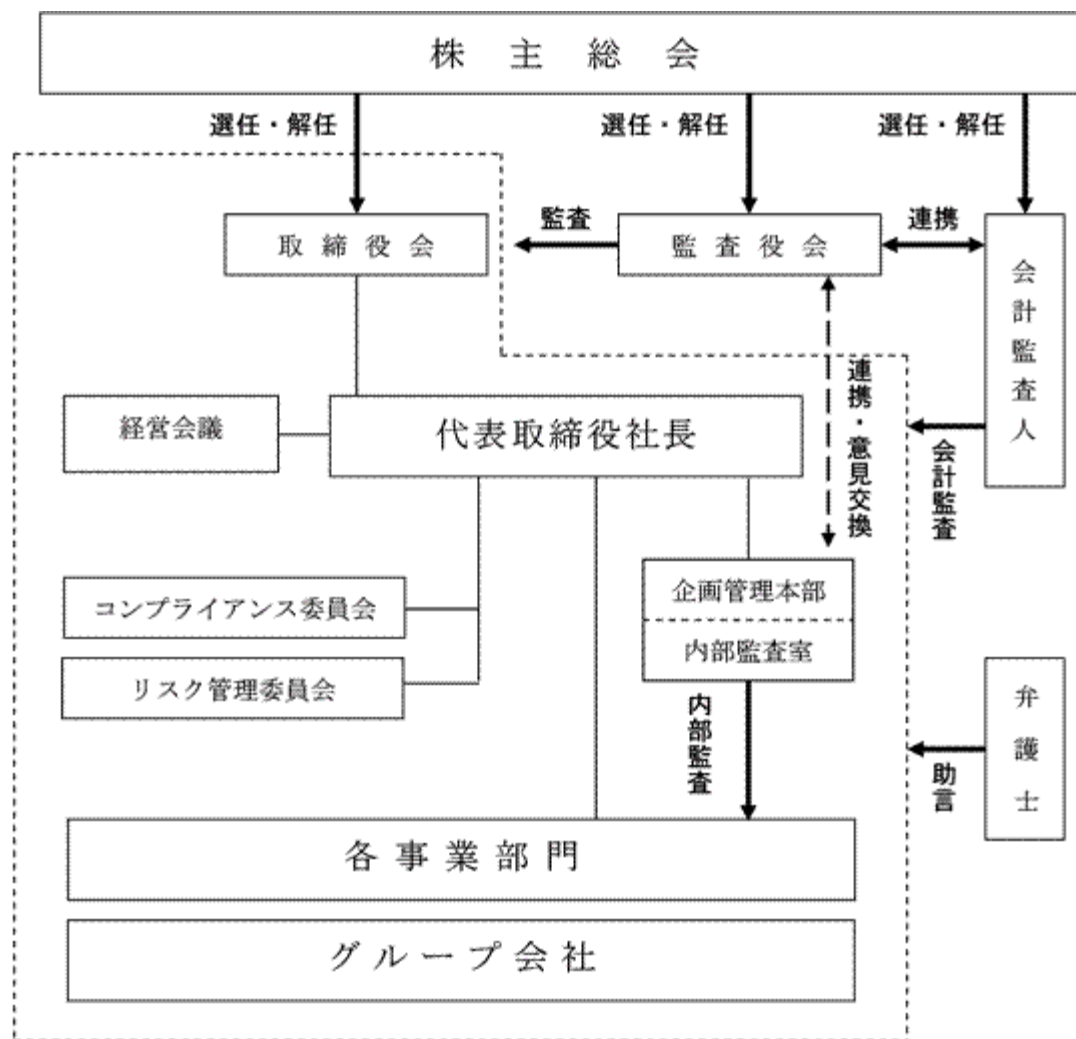 株主総会
選任・解任
選任・解任
選任・解任
取締役会
監査
監査役会
連携
会計監査人
経営会議
代表取締役社長
連携・意見交換
会計監査
コンプライアンス委員会
リスク管理委員会
企画管理本部
内部監査室
内部監査
弁護士
助言
各事業部門
グループ会社